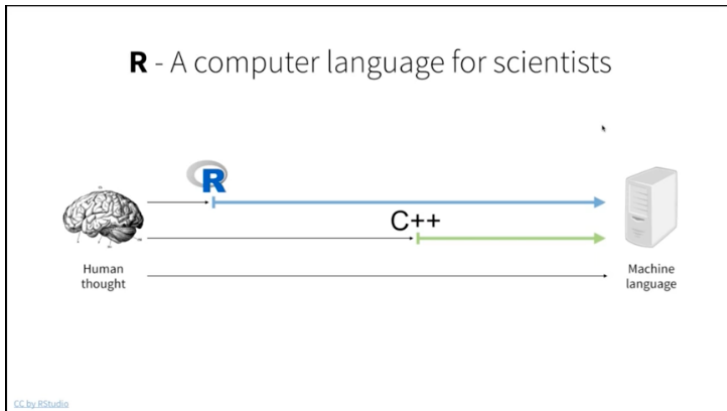 R - A computer language for scientists
R
C++
Human
thought
Machine
language
CC by RStudio